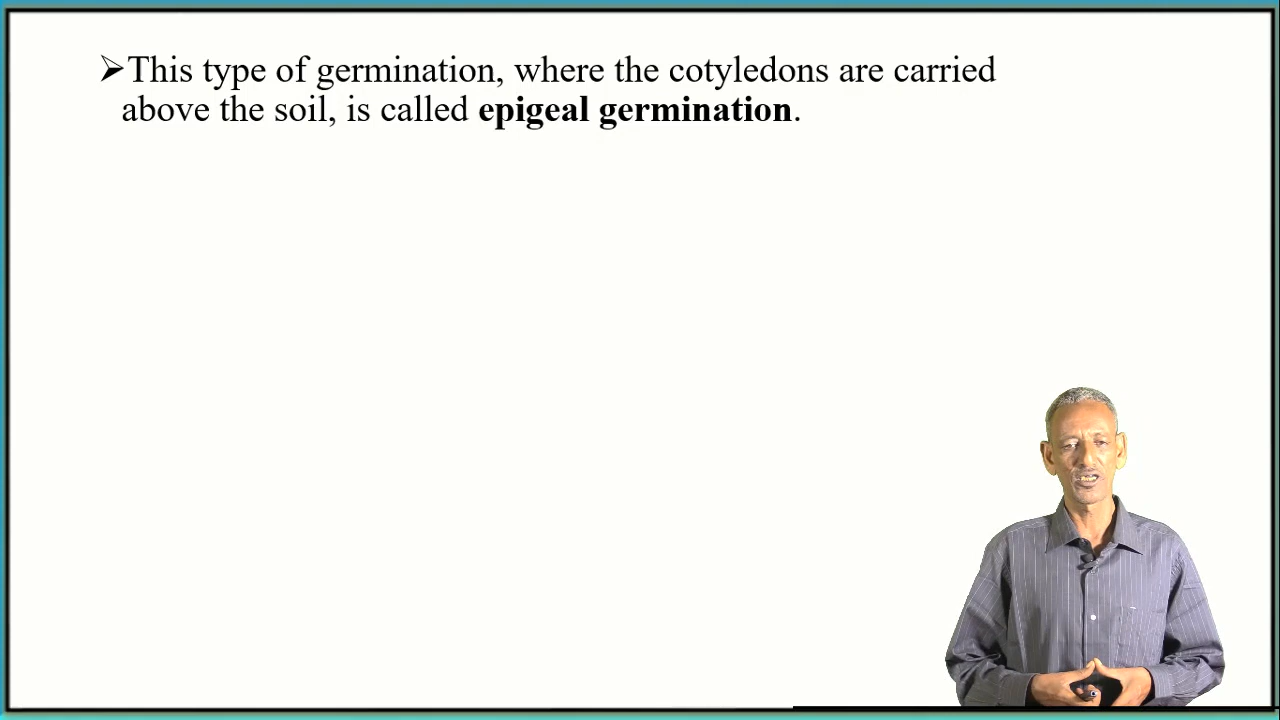 ➢This type of germination, where the cotyledons are carried
above the soil, is called epigeal germination.